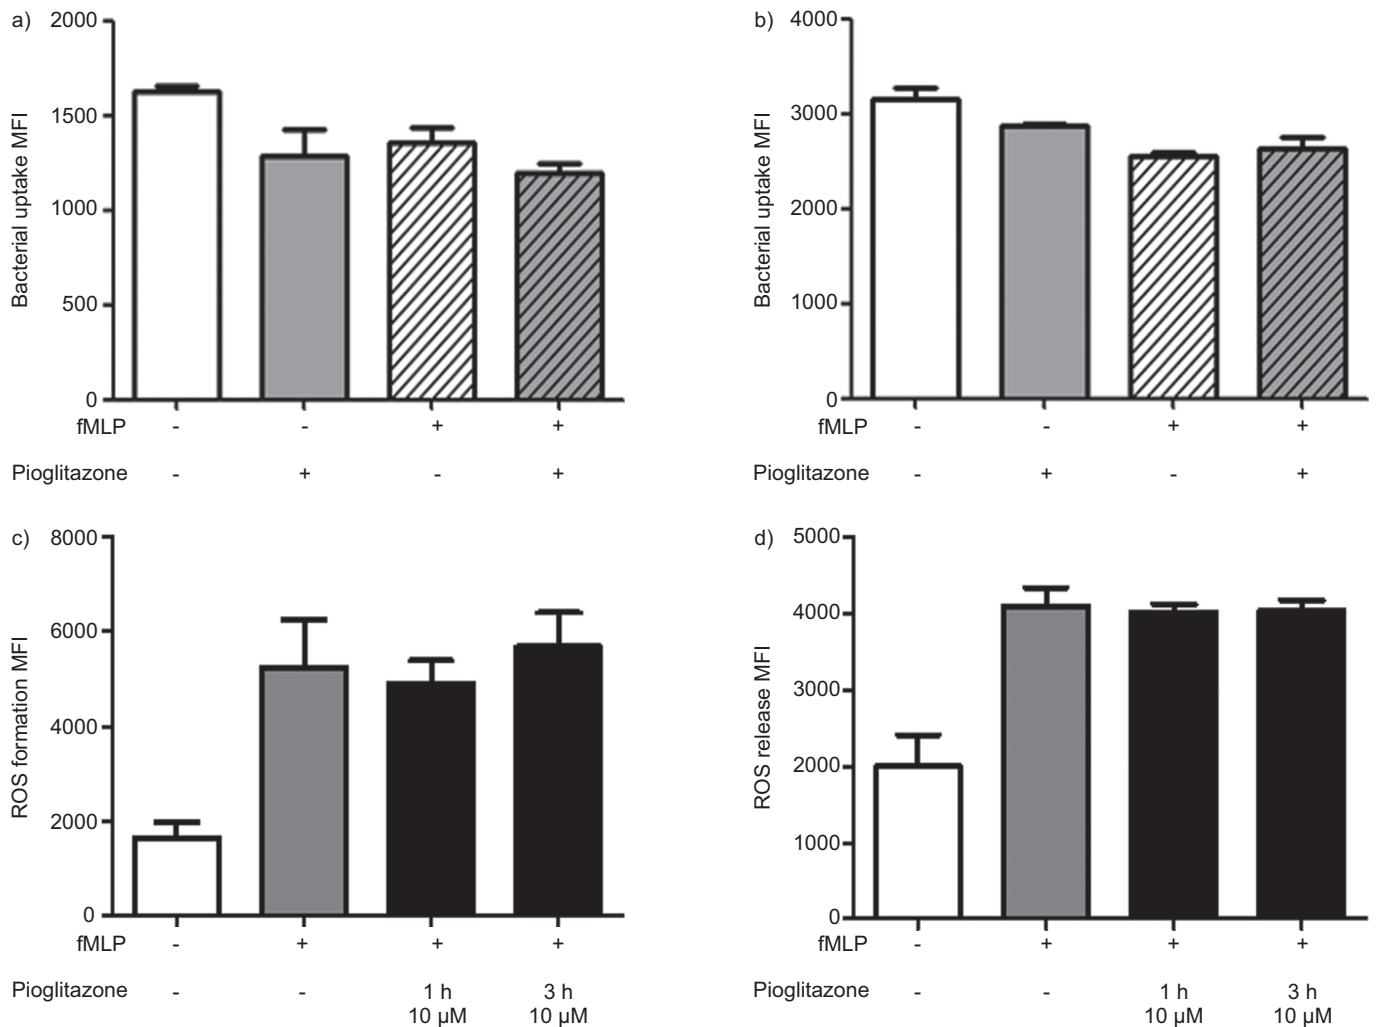 a)
2000
1500
1000
500
0
Bacterial uptake MFI
fMLP - - + +
Pioglitazone - + - +
b)
4000
3000
2000
1000
0
Bacterial uptake MFI
fMLP - - + +
Pioglitazone - + - +
c)
8000
6000
4000
2000
0
ROS formation MFI
fMLP - + + +
Pioglitazone - - 1 h 3 h
10 µM 10 µM
d)
5000
4000
3000
2000
1000
0
ROS release MFI
fMLP - + + +
Pioglitazone - - 1 h 3 h
10 µM 10 µM